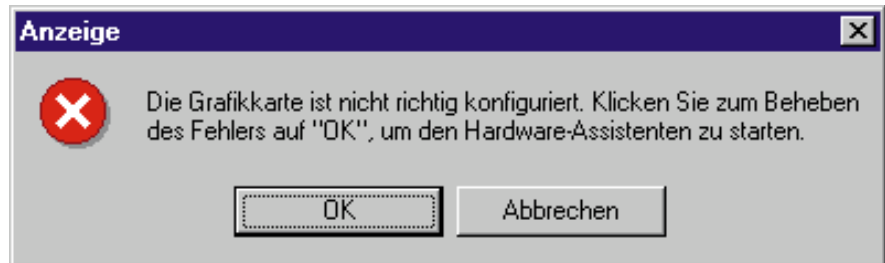 Anzeige
Die Grafikkarte ist nicht richtig konfiguriert. Klicken Sie zum Beheben
des Fehlers auf "OK", um den Hardware-Assistenten zu starten.
OK
Abbrechen